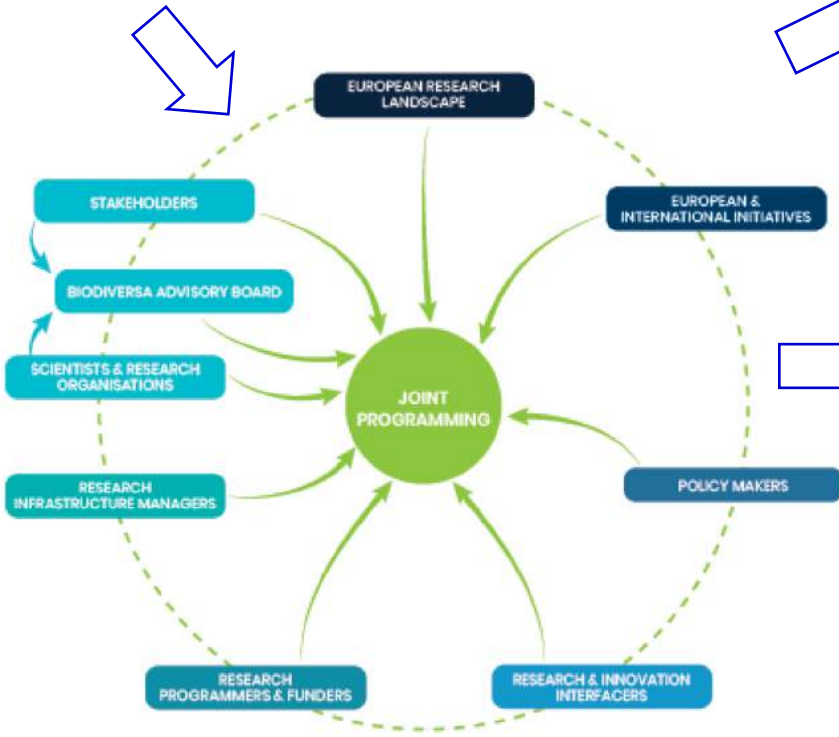 EUROPEAN RESEARCH
LANDSCAPE
STAKEHOLDERS
EUROPEAN &
INTERNATIONAL INITIATIVES
BIODIVERSA ADVISORY BOARD
SCIENTISTS & RESEARCH
ORGANISATIONS
JOINT
PROGRAMMING
RESEARCH
INFRASTRUCTURE MANAGERS
POLICY MAKERS
RESEARCH
PROGRAMMERS & FUNDERS
RESEARCH & INNOVATION
INTERFACERS